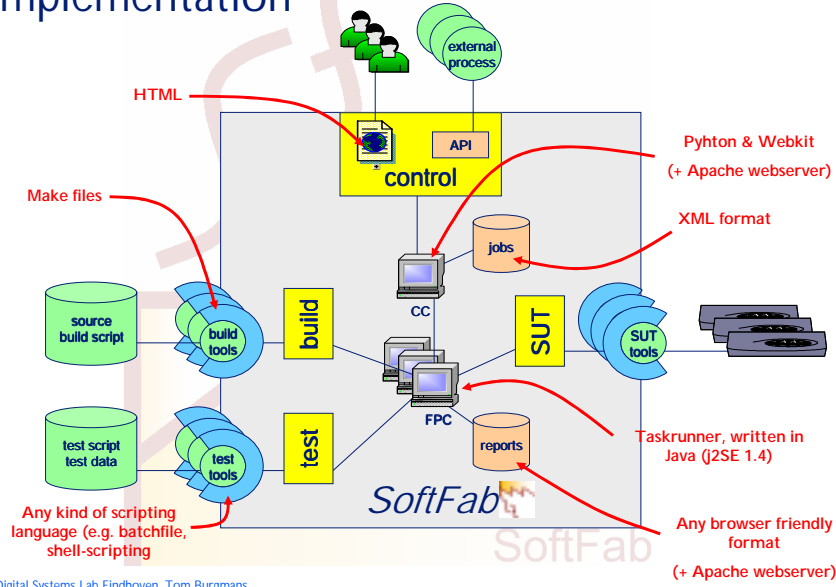 mplementation
external
process
HTML
API
control
Pyhton & Webkit
(+ Apache webserver)
Make files
XML format
jobs
CC
source
build script
build
tools
build
SUT
SUT
tools
FPC
test script
test data
test
tools
test
reports
Taskrunner, written in
Java (j2SE 1.4)
Any kind of scripting
language (e.g. batchfile,
shell-scripting
SoftFab
SoftFab
Any browser friendly
format
(+ Apache webserver)
Digital Systems Lab Eindhoven, Tom Burgmans